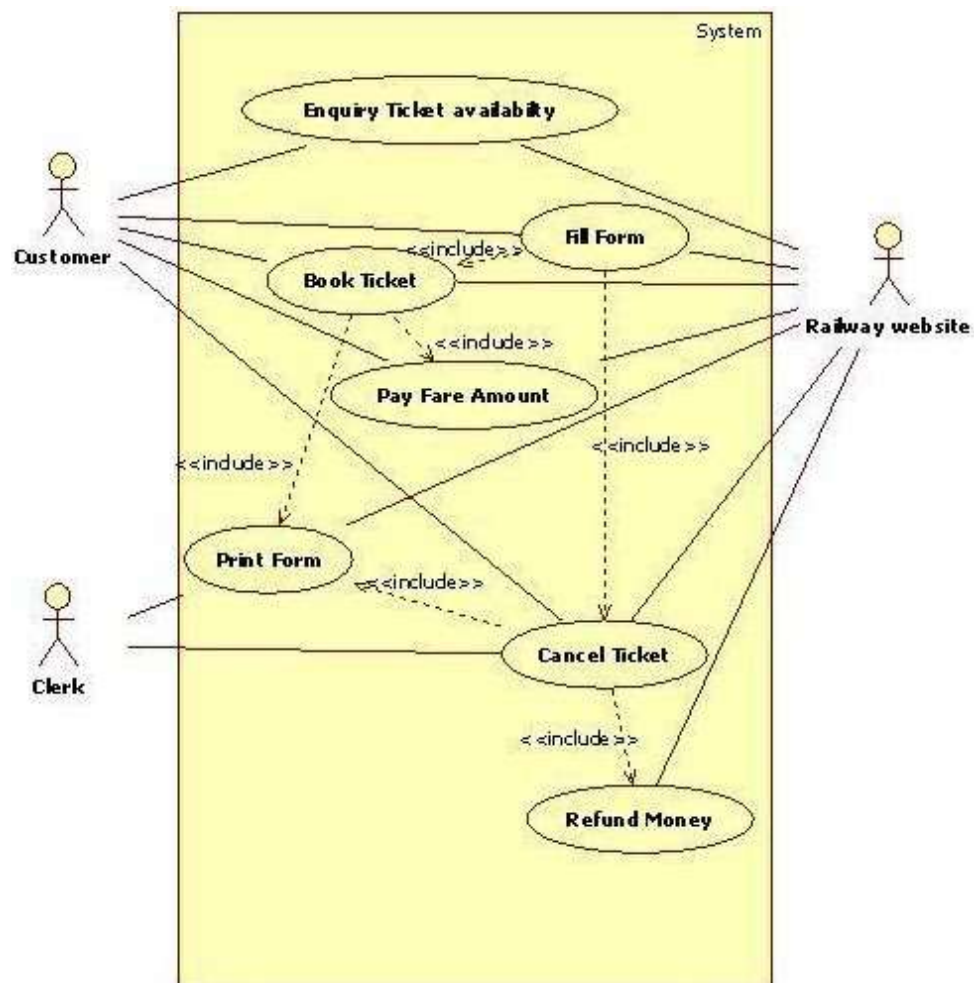 System
Enquiry Ticket availabilty
Customer
Fill Form
<<include>>
Book Ticket
Railway website
<<include>>
Pay Fare Amount
<<include>>
<<include>>
Print Form
<<include>>
Clerk
Cancel Ticket
<<include>>
Refund Money